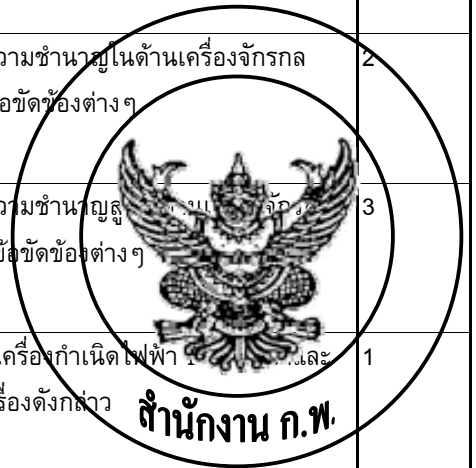 วามชำนาญในด้านเครื่องจักรกล 2
อขัดข้องต่างๆ
วามชำนาญสู 3
ข้อขัดข้องต่างๆ
ครื่องกำเนิดไฟฟ้า และ 1
รื่องดังกล่าว
สำนักงาน ก.พ.